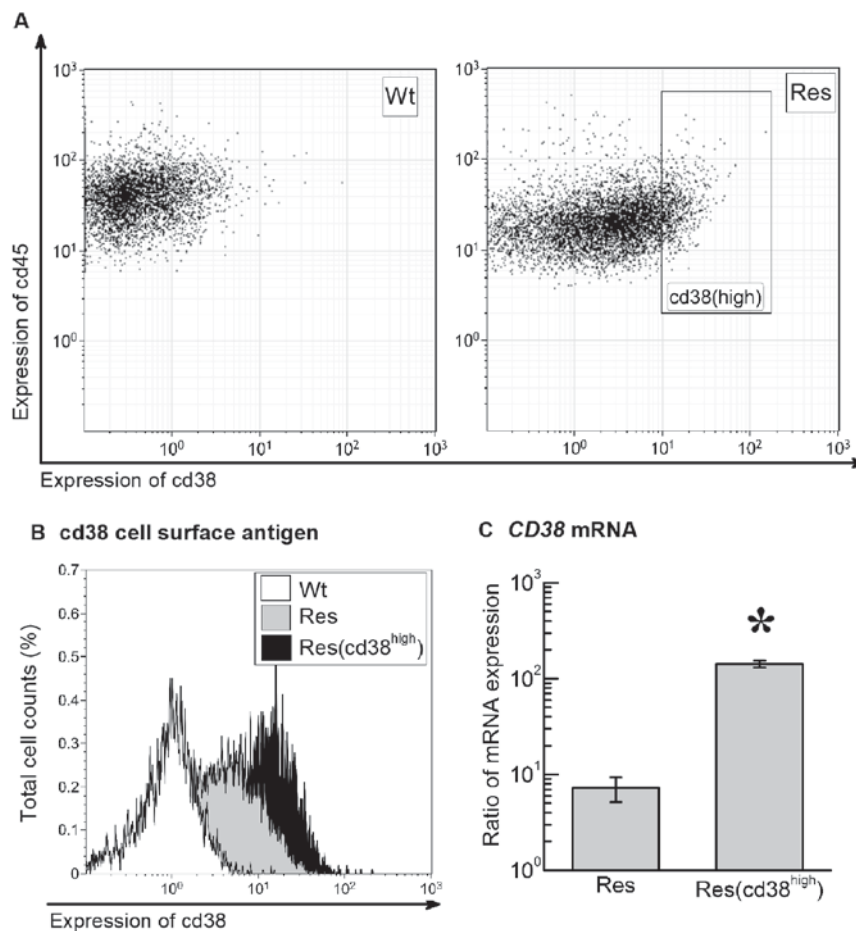 A
Expression of cd45
10³
10²
10¹
10⁰
Wt
10⁰
10¹
10²
10³
10³
10²
10¹
10⁰
Res
cd38(high)
10⁰
10¹
10²
10³
Expression of cd38
B cd38 cell surface antigen
Total cell counts (%)
0.7
0.6
0.5
0.4
0.3
0.2
0.1
0
Wt
Res
Res(cd38ʰⁱᵍʰ)
10⁰
10¹
10²
10³
Expression of cd38
C CD38 mRNA
Ratio of mRNA expression
10³
10²
10¹
10⁰
*
Res
Res(cd38ʰⁱᵍʰ)